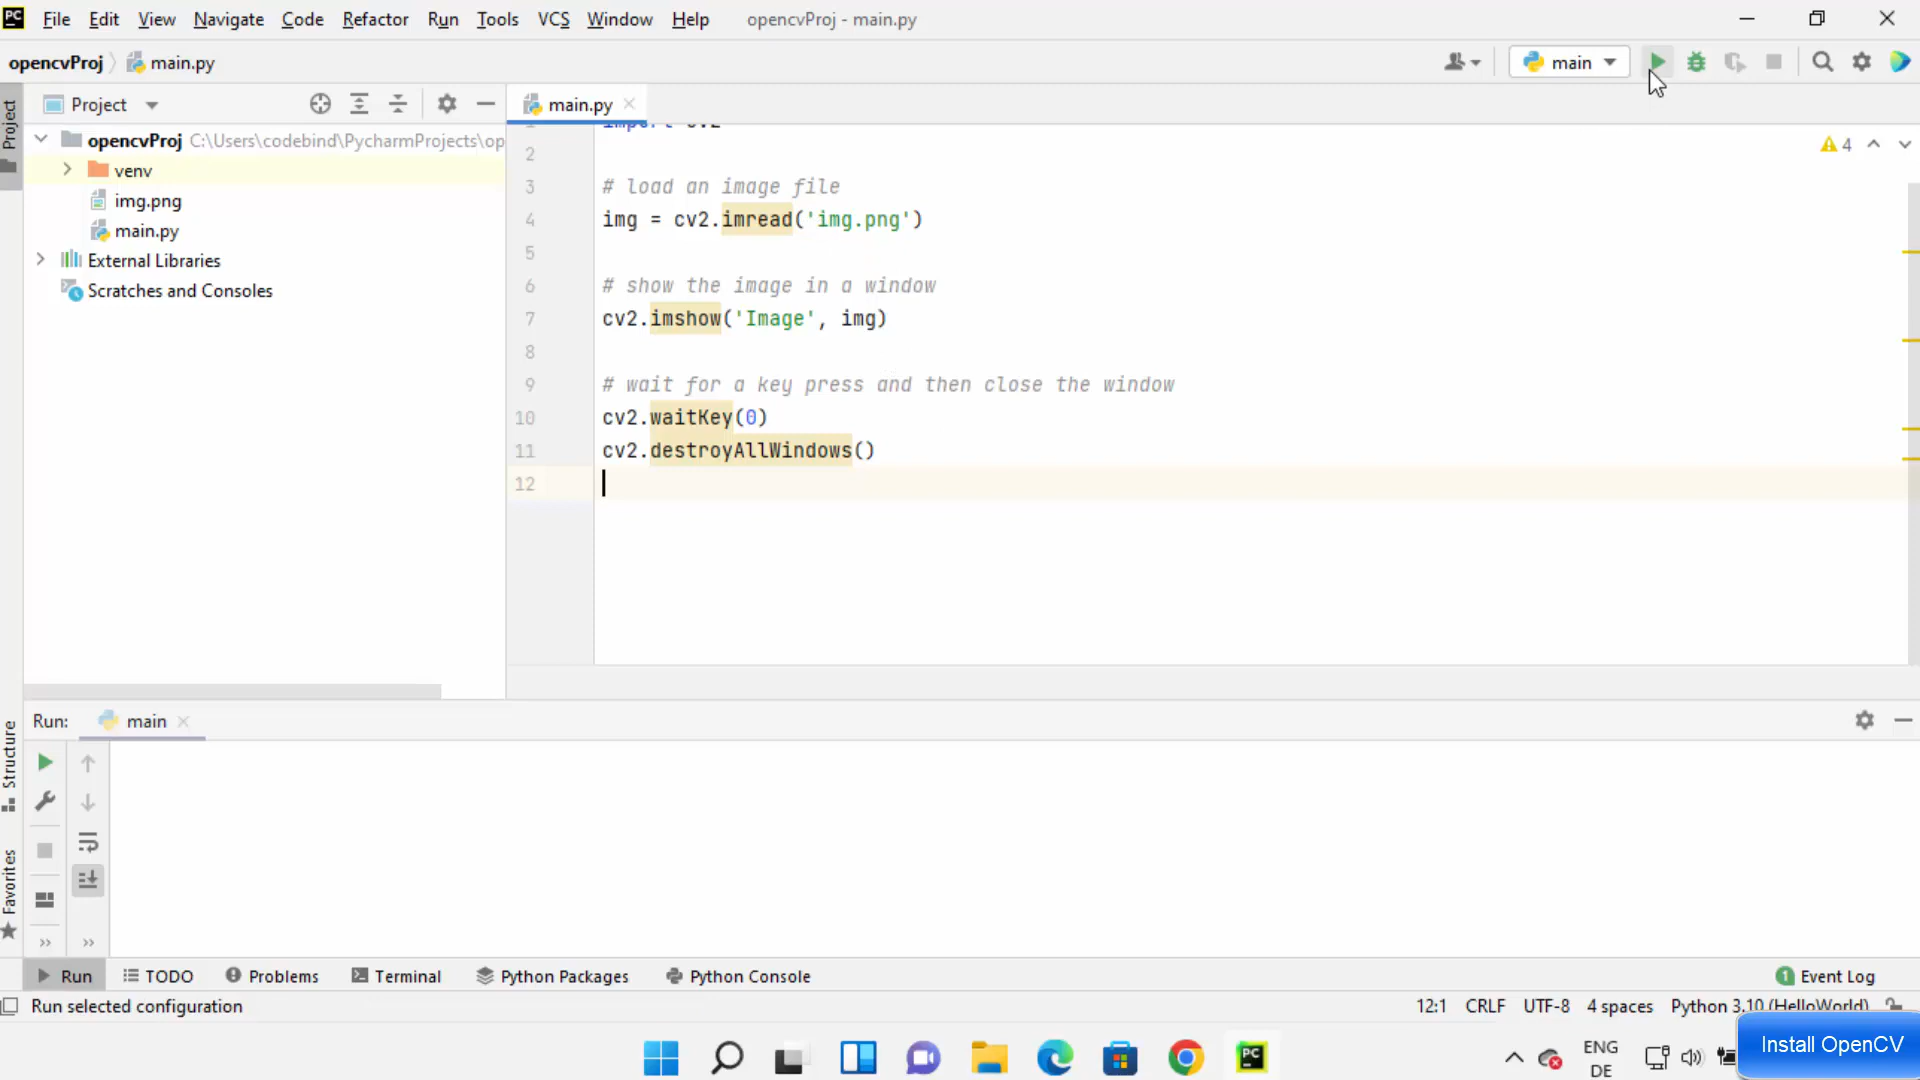 PC File Edit View Navigate Code Refactor Run Tools VCS Window Help opencvProj - main.py
opencvProj main.py main
Project main.py
Project
opencvProj C:\Users\codebind\PycharmProjects\op
venv
img.png
main.py
External Libraries
Scratches and Consoles
4
2
3 # load an image file
4 img = cv2.imread('img.png')
5
6 # show the image in a window
7 cv2.imshow('Image', img)
8
9 # wait for a key press and then close the window
10 cv2.waitKey(0)
11 cv2.destroyAllWindows()
12
Run: main
Structure
Favorites
Run TODO Problems Terminal Python Packages Python Console 1 Event Log
Run selected configuration 12:1 CRLF UTF-8 4 spaces Python 3.10 (HelloWorld)
PC
ENG
DE
Install OpenCV